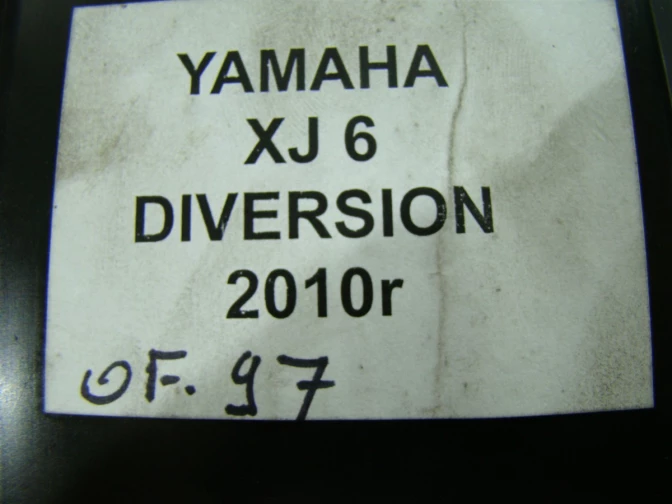 YAMAHA
XJ 6
DIVERSION
2010r
OF. 97